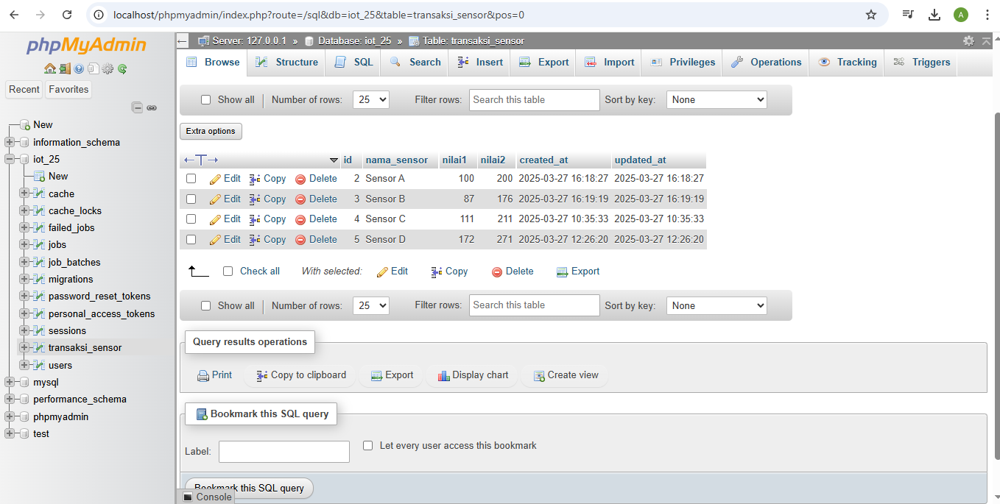 localhost/phpmyadmin/index.php?route=/sql&db=iot_25&table=transaksi_sensor&pos=0
A
phpMyAdmin
Recent Favorites
New
information_schema
iot_25
New
cache
cache_locks
failed_jobs
jobs
job_batches
migrations
password_reset_tokens
personal_access_tokens
sessions
transaksi_sensor
users
mysql
performance_schema
phpmyadmin
test
Server: 127.0.0.1 » Database: iot_25 » Table: transaksi_sensor
Browse Structure SQL Search Insert Export Import Privileges Operations Tracking Triggers
Show all Number of rows: 25 Filter rows: Search this table Sort by key: None
Extra options
id nama_sensor nilai1 nilai2 created_at updated_at
Edit Copy Delete 2 Sensor A 100 200 2025-03-27 16:18:27 2025-03-27 16:18:27
Edit Copy Delete 3 Sensor B 87 176 2025-03-27 16:19:19 2025-03-27 16:19:19
Edit Copy Delete 4 Sensor C 111 211 2025-03-27 10:35:33 2025-03-27 10:35:33
Edit Copy Delete 5 Sensor D 172 271 2025-03-27 12:26:20 2025-03-27 12:26:20
Check all With selected: Edit Copy Delete Export
Show all Number of rows: 25 Filter rows: Search this table Sort by key: None
Query results operations
Print Copy to clipboard Export Display chart Create view
Bookmark this SQL query
Label: Let every user access this bookmark
Bookmark this SQL query
Console